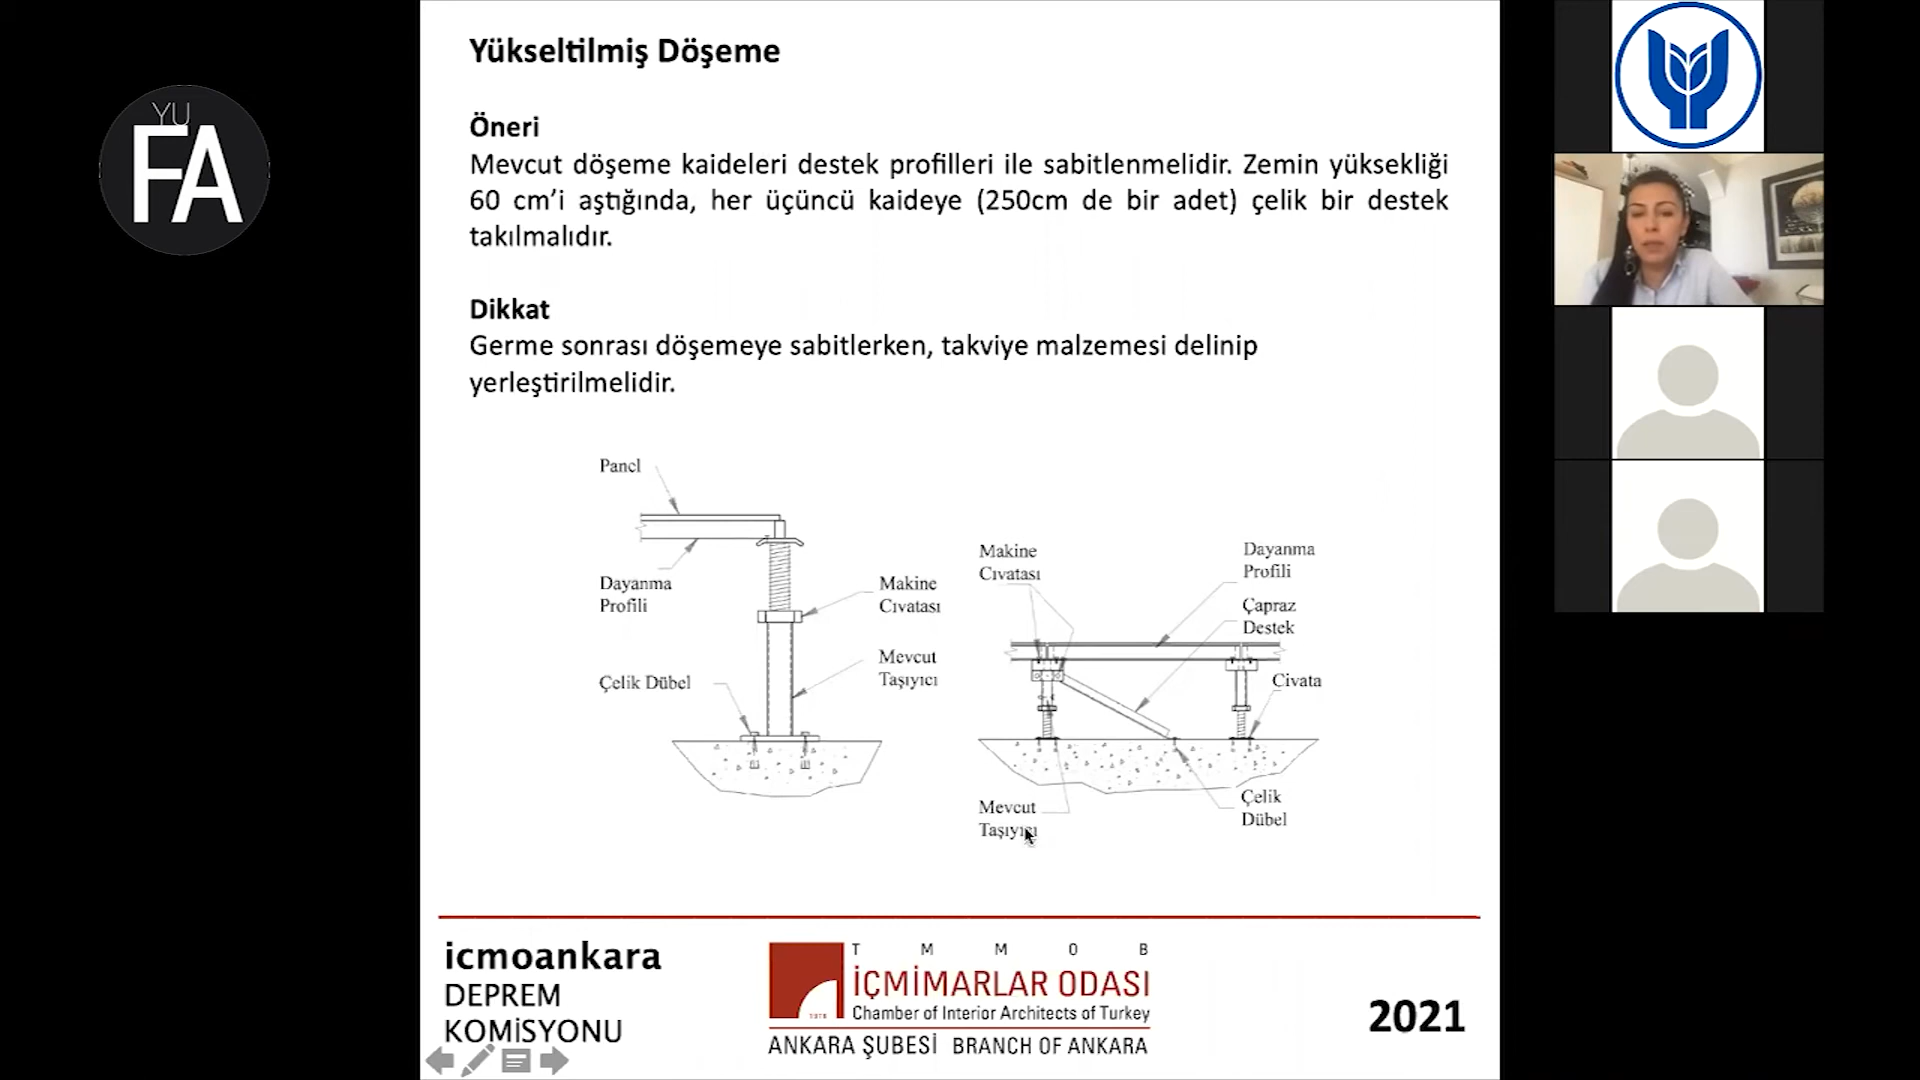 YU
FA
Yükseltilmiş Döşeme
Öneri
Mevcut döşeme kaideleri destek profilleri ile sabitlenmelidir. Zemin yüksekliği
60 cm’i aştığında, her üçüncü kaideye (250cm de bir adet) çelik bir destek
takılmalıdır.
Dikkat
Germe sonrası döşemeye sabitlerken, takviye malzemesi delinip
yerleştirilmelidir.
Panel
Dayanma
Profili
Makine
Cıvatası
Mevcut
Taşıyıcı
Çelik Dübel
Makine
Cıvatası
Dayanma
Profili
Çapraz
Destek
Civata
Mevcut
Taşıyıcı
Çelik
Dübel
icmoankara
DEPREM
KOMİSYONU
T M M O B
İÇMİMARLAR ODASI
Chamber of Interior Architects of Turkey
1976
ANKARA ŞUBESİ BRANCH OF ANKARA
2021